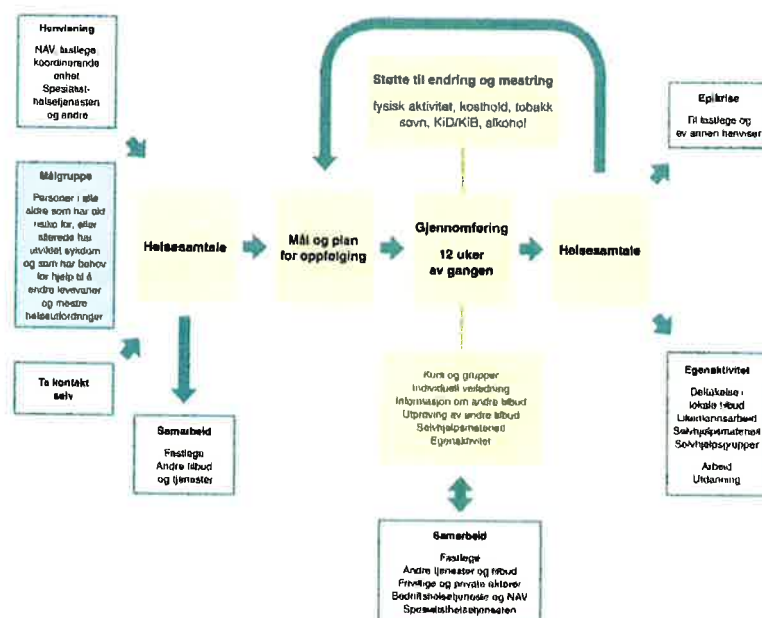 Henvisning
NAV, fastlege,
koordinerende
enhet
Spesialist-
helsetjenesten
og andre
Målgruppe
Personer i alle
aldre som har økt
risiko for, eller
allerede har
utviklet sykdom
og som har behov
for hjelp til å
endre levevaner
og mestre
helseutfordringer
Ta kontakt
selv
Helsesamtale
Samarbeid
Fastlege
Andre tilbud
og tjenester
Mål og plan
for oppfølging
Støtte til endring og mestring
fysisk aktivitet, kosthold, tobakk
søvn, KiD/KiB, alkohol
Gjennomføring
12 uker
av gangen
Kurs og grupper
Individuell veiledning
Informasjon om andre tilbud
Utprøving av andre tilbud
Selvhjelpsmateriell
Egenaktivitet
Samarbeid
Fastlege
Andre tjenester og tilbud
Frivillige og private aktører
Bedriftshelsetjeneste og NAV
Spesialisthelsetjenesten
Helsesamtale
Epikrise
Til fastlege og
ev annen henviser
Egenaktivitet
Deltakelse i
lokale tilbud
Likemannsarbeid
Selvhjelpsmateriell
Selvhjelpsgrupper
Arbeid
Utdanning